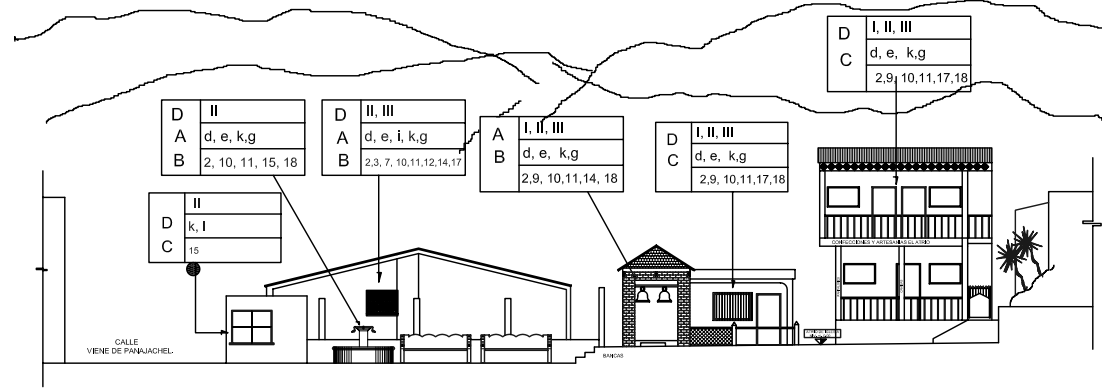 D
A
B
II
d, e, k,g
2, 10, 11, 15, 18
D
A
B
II, III
d, e, i, k,g
2,3, 7, 10,11,12,14,17
A
B
I, II, III
d, e, k,g
2,9, 10,11,14, 18
D
C
I, II, III
d, e, k,g
2,9, 10,11,17,18
D
C
I, II, III
d, e, k,g
2,9, 10,11,17,18
D
C
II
k, l
15
CONFECCIONES Y ARTESANIAS EL ATRIO
CALLE
VIENE DE PANAJACHEL.
BANCAS